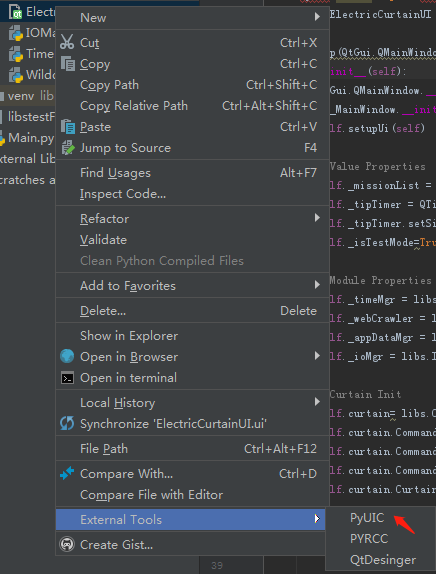 Elect
IOMa
Time
Wildc
venv lib
libstestF
Main.py
xternal Lib
cratches a
New
Cut Ctrl+X
Copy Ctrl+Shift+C
Copy Path Ctrl+Shift+C
Copy Relative Path Ctrl+Alt+Shift+C
Paste Ctrl+V
Jump to Source F4
Find Usages Alt+F7
Inspect Code...
Refactor
Validate
Clean Python Compiled Files
Add to Favorites
Delete... Delete
Show in Explorer
Open in Browser
Open in terminal
Local History
Synchronize 'ElectricCurtainUI.ui'
File Path Ctrl+Alt+F12
Compare With... Ctrl+D
Compare File with Editor
External Tools
Create Gist...
PyUIC
PYRCC
QtDesinger
39
ElectricCurtainUI
p(QtGui.QMainWindow
init__(self):
Gui.QMainWindow.__
_MainWindow.__init
lf.setupUi(self)
Value Properties
lf._missionList =
lf._tipTimer = QTi
lf._tipTimer.setSi
lf._isTestMode=Tru
Module Properties
lf._timeMgr = libs
lf._webCrawler = l
lf._appDataMgr = l
lf._ioMgr = libs.I
Curtain Init
lf.curtain= libs.C
lf.curtain.Command
lf.curtain.Command
lf.curtain.Command
lf.curtain.Curtain